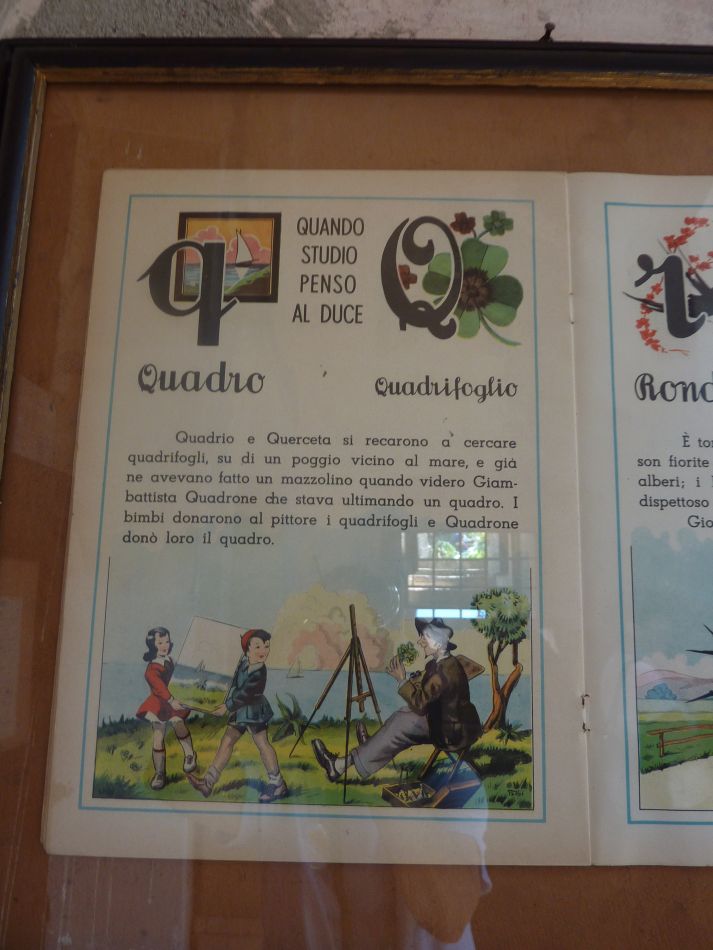 q
QUANDO
STUDIO
PENSO
AL DUCE
Q
Quadro
Quadrifoglio
Quadrio e Querceta si recarono a cercare
quadrifogli, su di un poggio vicino al mare, e già
ne avevano fatto un mazzolino quando videro Giam-
battista Quadrone che stava ultimando un quadro. I
bimbi donarono al pittore i quadrifogli e Quadrone
donò loro il quadro.
r
È
son fiorite
alberi; i
dispettoso